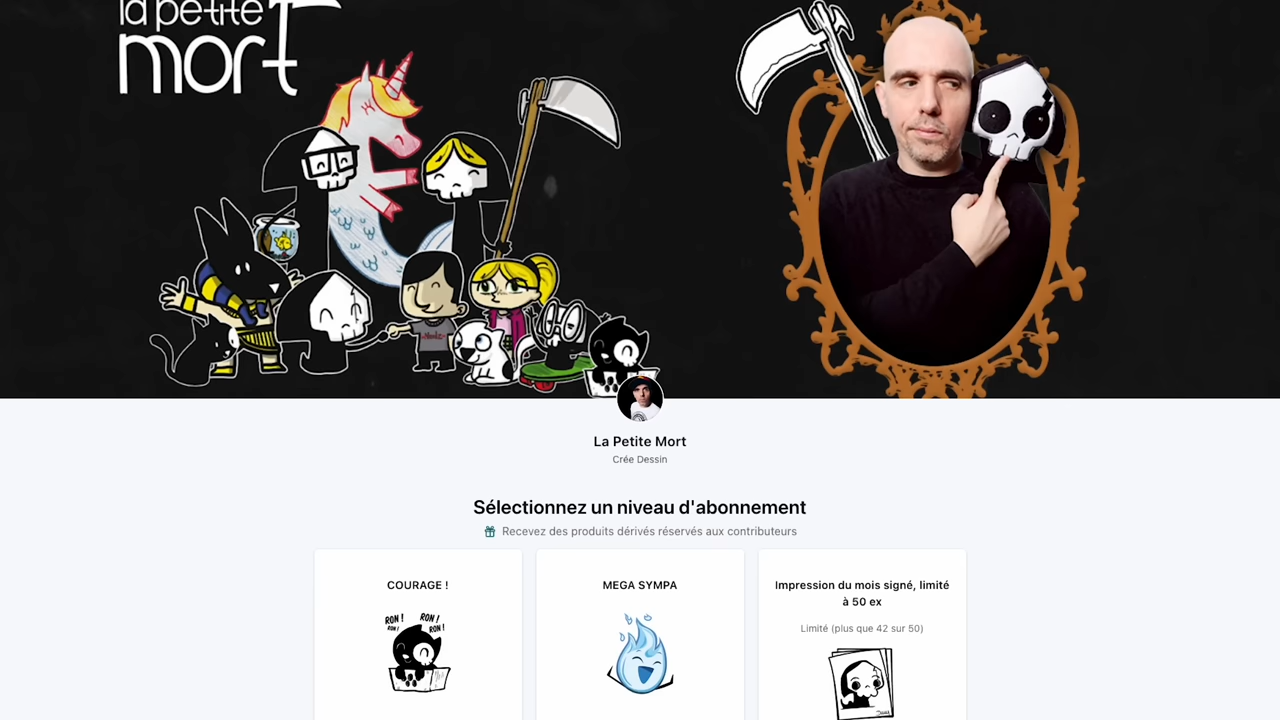 la petite
mort
La Petite Mort
Crée Dessin
Sélectionnez un niveau d'abonnement
Recevez des produits dérivés réservés aux contributeurs
COURAGE !
MEGA SYMPA
Impression du mois signé, limité
à 50 ex
Limité (plus que 42 sur 50)
RON !
RON !
RON !
RON !